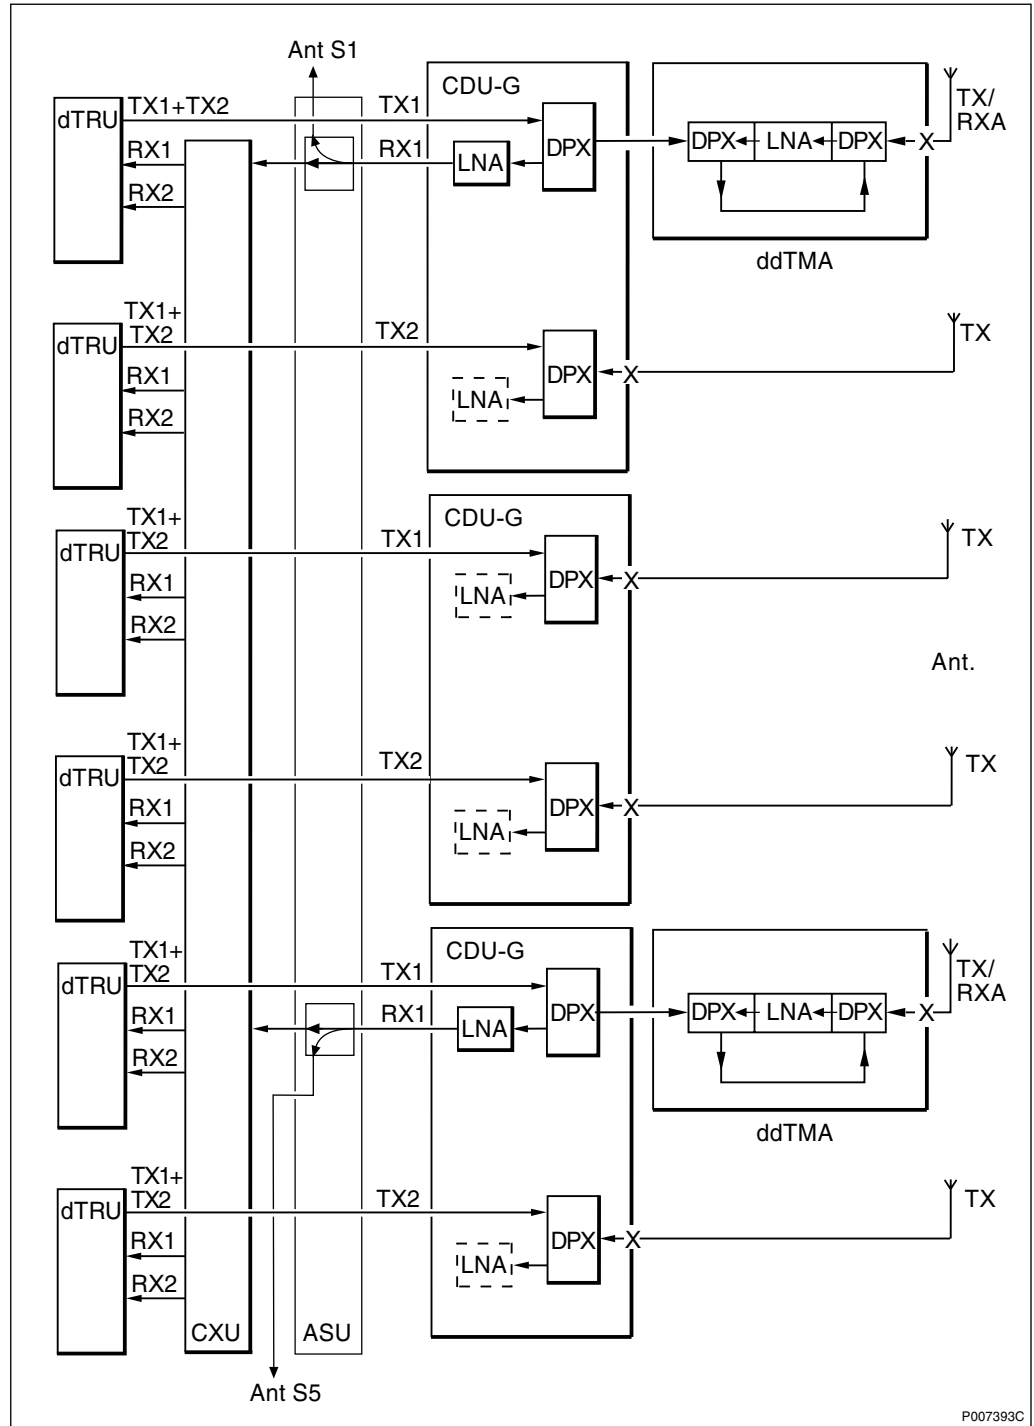 Ant S1
CDU-G
dTRU
TX1+TX2
TX1
DPX
DPX
LNA
DPX
X
TX/
RXA
RX1
RX1
LNA
RX2
ddTMA
TX1+
dTRU
TX2
TX2
DPX
X
TX
RX1
LNA
RX2
CDU-G
TX1+
dTRU
TX2
TX1
DPX
X
TX
RX1
LNA
RX2
Ant.
TX1+
dTRU
TX2
TX2
DPX
X
TX
RX1
LNA
RX2
CDU-G
TX1+
dTRU
TX2
TX1
DPX
DPX
LNA
DPX
X
TX/
RXA
RX1
RX1
LNA
RX2
ddTMA
TX1+
dTRU
TX2
TX2
DPX
X
TX
RX1
LNA
RX2
CXU
ASU
Ant S5
P007393C